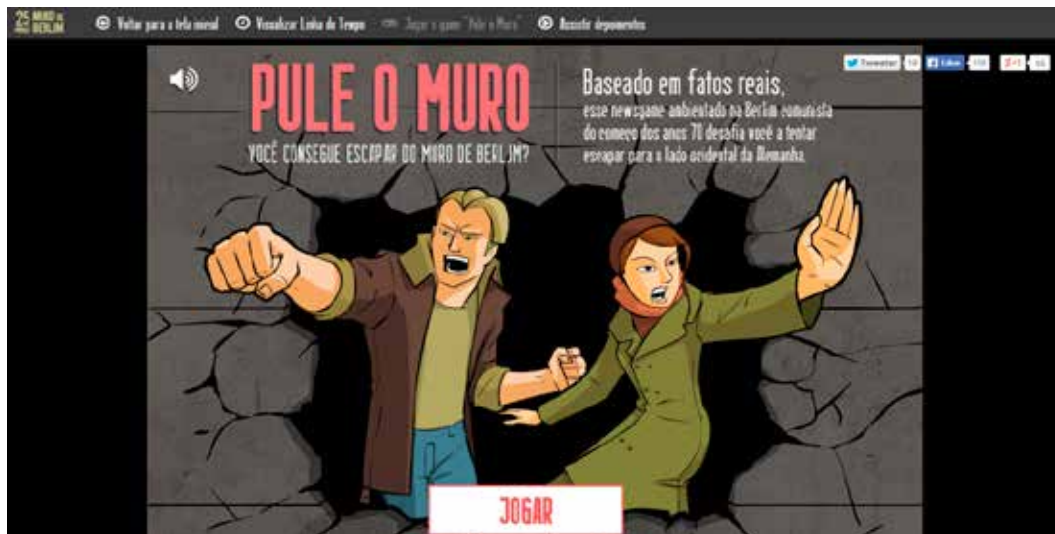 25 MURO DE BERLIM
Voltar para a tela inicial
Visualizar Linha do Tempo
Jogar o game "Pule o Muro"
Assistir depoimentos
Tweetar
Like
PULE O MURO
VOCÊ CONSEGUE ESCAPAR DO MURO DE BERLIM?
Baseado em fatos reais,
esse newsgame ambientado na Berlim comunista
do começo dos anos 70 desafia você a tentar
escapar para o lado ocidental da Alemanha.
JOGAR